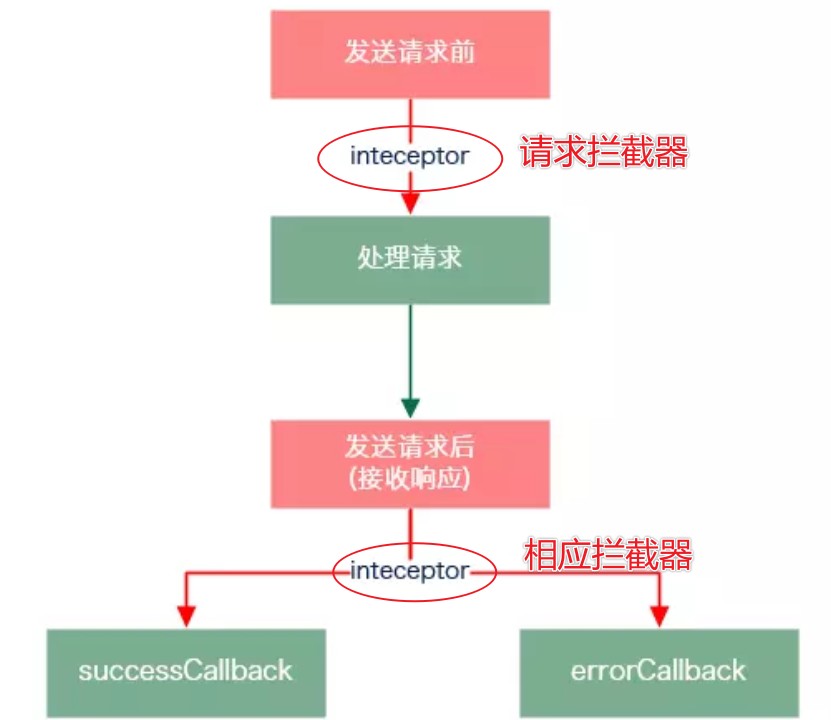 发送请求前
inteceptor
请求拦截器
处理请求
发送请求后
(接收响应)
inteceptor
相应拦截器
successCallback
errorCallback